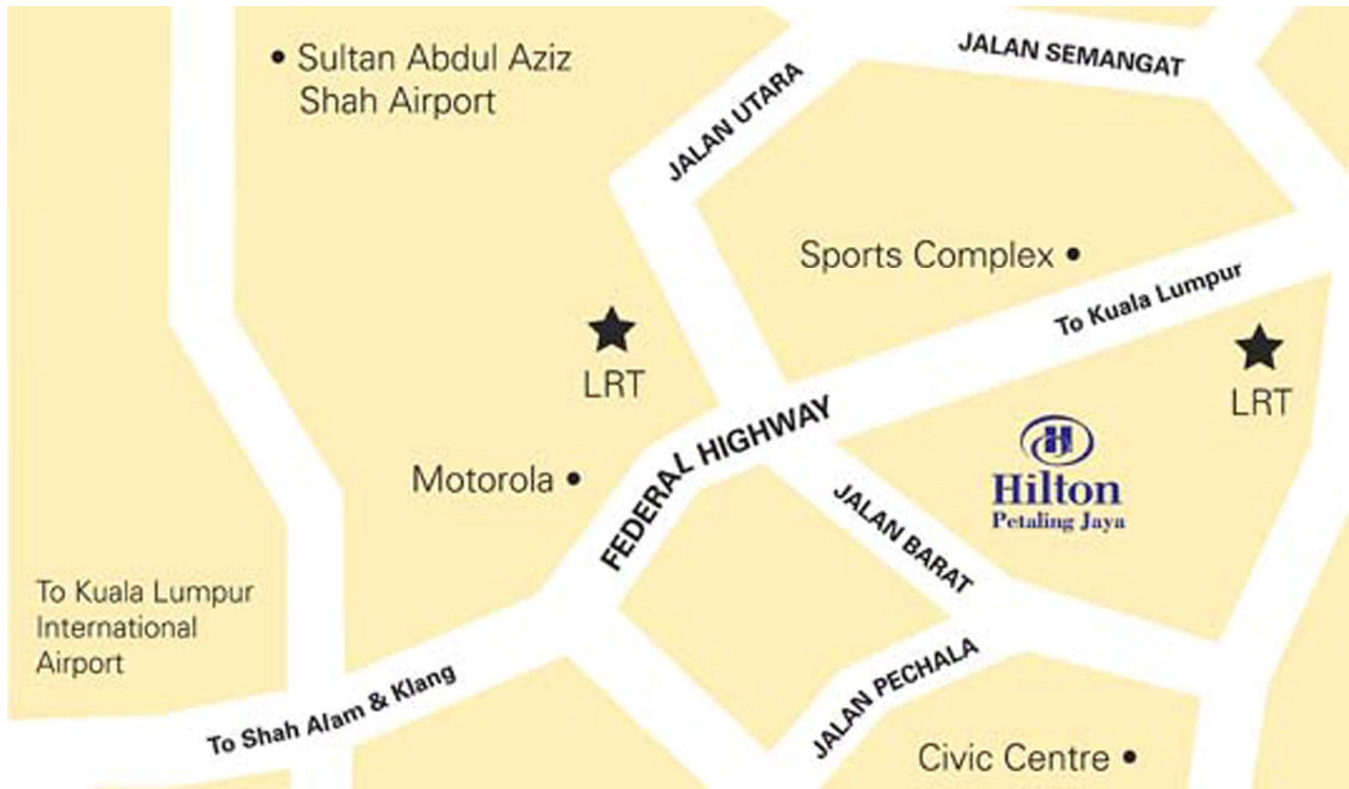 • Sultan Abdul Aziz
Shah Airport
JALAN SEMANGAT
JALAN UTARA
Sports Complex •
To Kuala Lumpur
LRT
LRT
FEDERAL HIGHWAY
Motorola •
Hilton
Petaling Jaya
JALAN BARAT
To Kuala Lumpur
International
Airport
To Shah Alam & Klang
JALAN PECHALA
Civic Centre •